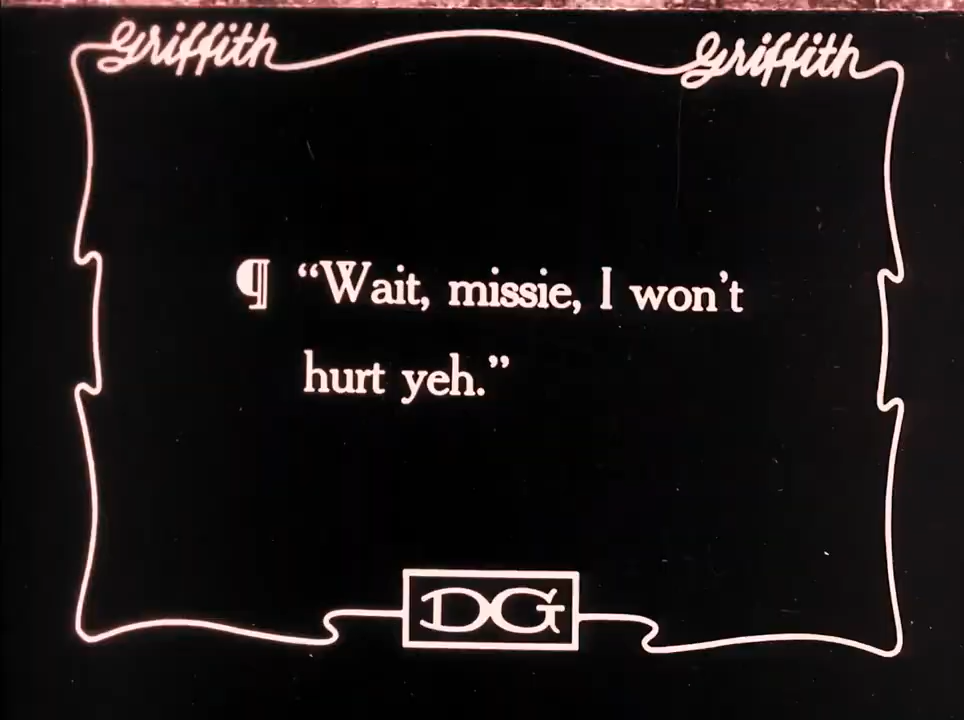 Griffith Griffith
¶ “Wait, missie, I won’t
hurt yeh.”
DG